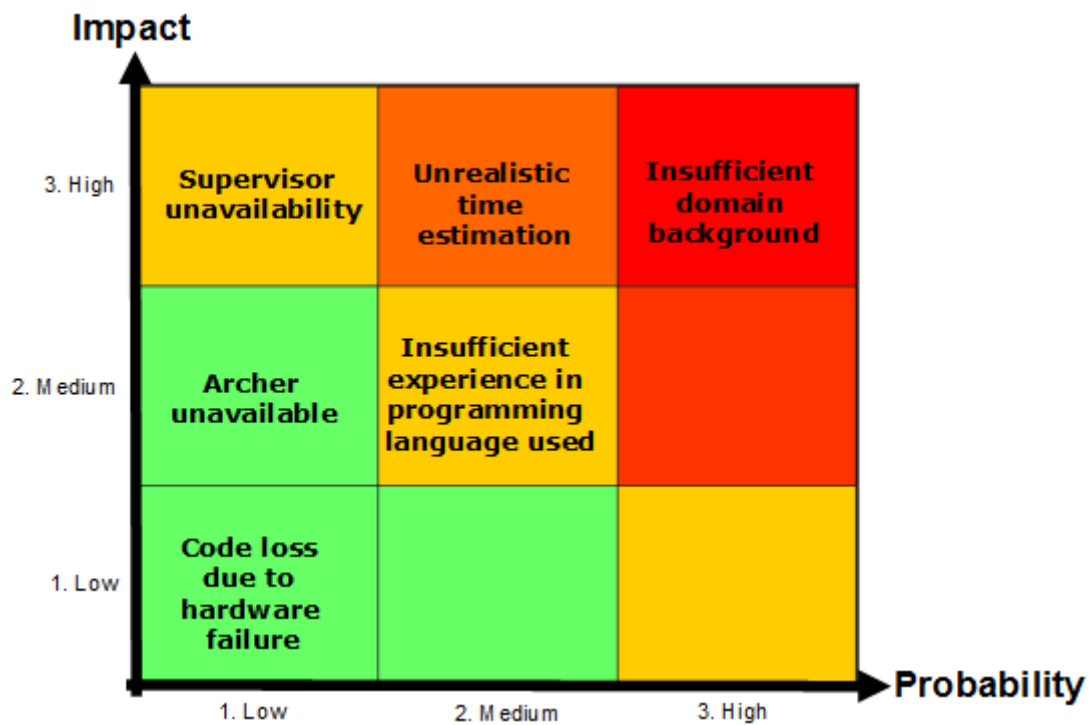 Impact
3. High
Supervisor
unavailability
Unrealistic
time
estimation
Insufficient
domain
background
2. Medium
Archer
unavailable
Insufficient
experience in
programming
language used
1. Low
Code loss
due to
hardware
failure
Probability
1. Low
2. Medium
3. High